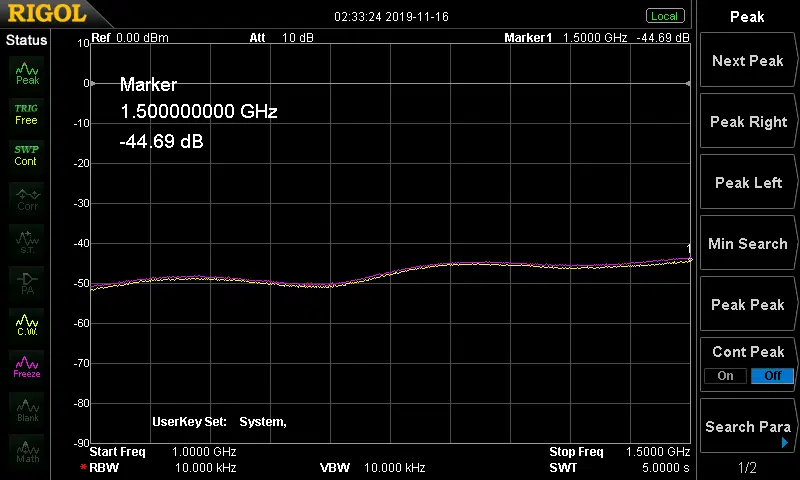 RIGOL
02:33:24 2019-11-16
Local
Peak
Status
Ref 0.00 dBm Att 10 dB Marker1 1.5000 GHz -44.69 dB
Peak
TRIG
Free
SWP
Cont
Corr
S.T.
PA
C.W.
Freeze
Blank
Math
10
0
-10
-20
-30
-40
-50
-60
-70
-80
-90
Marker
1.500000000 GHz
-44.69 dB
1
UserKey Set: System,
Start Freq 1.0000 GHz Stop Freq 1.5000 GHz
*RBW 10.000 kHz VBW 10.000 kHz SWT 5.0000 s
Next Peak
Peak Right
Peak Left
Min Search
Peak Peak
Cont Peak
On Off
Search Para
1/2